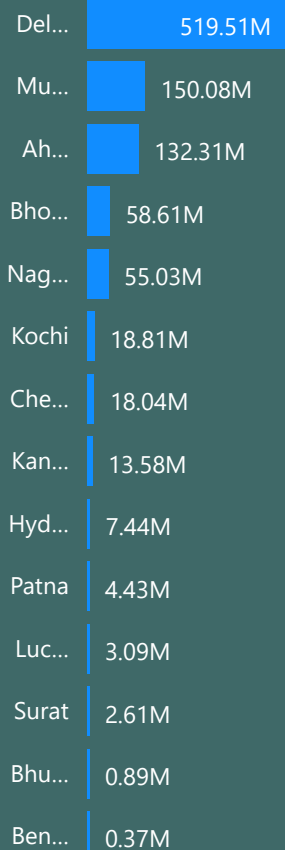 Del... 519.51M
Mu... 150.08M
Ah... 132.31M
Bho... 58.61M
Nag... 55.03M
Kochi 18.81M
Che... 18.04M
Kan... 13.58M
Hyd... 7.44M
Patna 4.43M
Luc... 3.09M
Surat 2.61M
Bhu... 0.89M
Ben... 0.37M